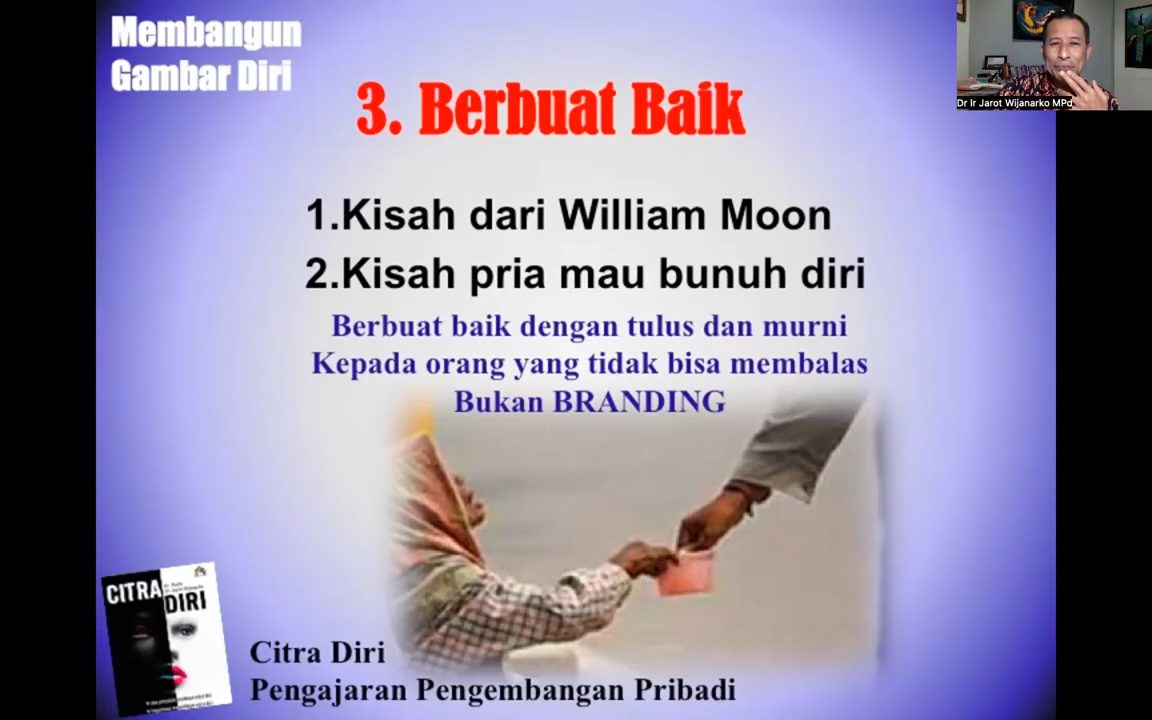 Membangun
Gambar Diri
Dr Ir Jarot Wijanarko MPd
3. Berbuat Baik
1.Kisah dari William Moon
2.Kisah pria mau bunuh diri
Berbuat baik dengan tulus dan murni
Kepada orang yang tidak bisa membalas
Bukan BRANDING
CITRA
DIRI
Citra Diri
Pengajaran Pengembangan Pribadi